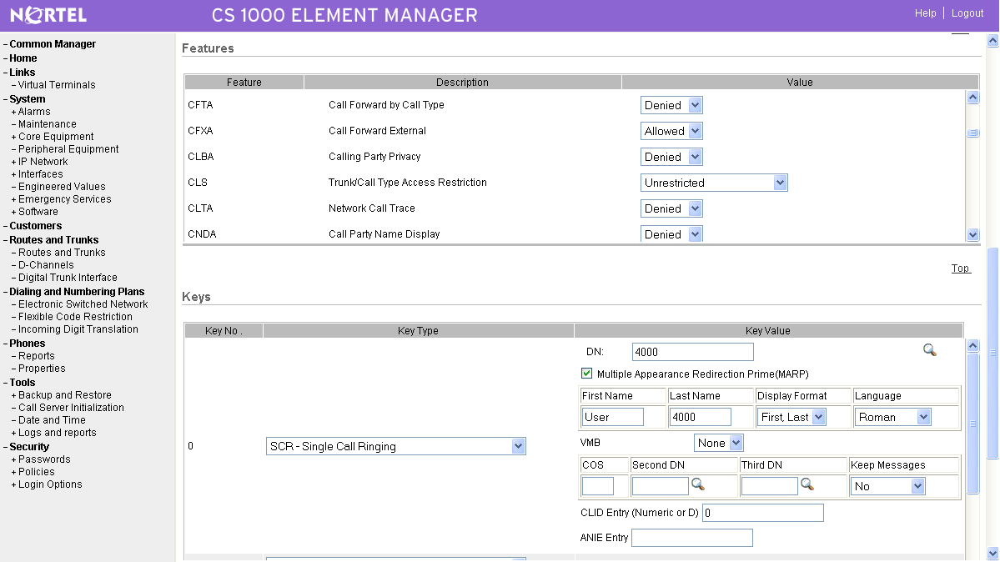 NORTEL
CS 1000 ELEMENT MANAGER
Help | Logout
- Common Manager
- Home
- Links
- Virtual Terminals
- System
+ Alarms
- Maintenance
+ Core Equipment
- Peripheral Equipment
+ IP Network
+ Interfaces
- Engineered Values
+ Emergency Services
+ Software
- Customers
- Routes and Trunks
- Routes and Trunks
- D-Channels
- Digital Trunk Interface
- Dialing and Numbering Plans
- Electronic Switched Network
- Flexible Code Restriction
- Incoming Digit Translation
- Phones
- Reports
- Properties
- Tools
+ Backup and Restore
- Call Server Initialization
- Date and Time
+ Logs and reports
- Security
+ Passwords
+ Policies
+ Login Options
Features
Feature Description Value
CFTA Call Forward by Call Type Denied
CFXA Call Forward External Allowed
CLBA Calling Party Privacy Denied
CLS Trunk/Call Type Access Restriction Unrestricted
CLTA Network Call Trace Denied
CNDA Call Party Name Display Denied
Top
Keys
Key No . Key Type Key Value
0 SCR - Single Call Ringing
DN: 4000
Multiple Appearance Redirection Prime(MARP)
First Name Last Name Display Format Language
User 4000 First, Last Roman
VMB None
COS Second DN Third DN Keep Messages
No
CLID Entry (Numeric or D) 0
ANIE Entry